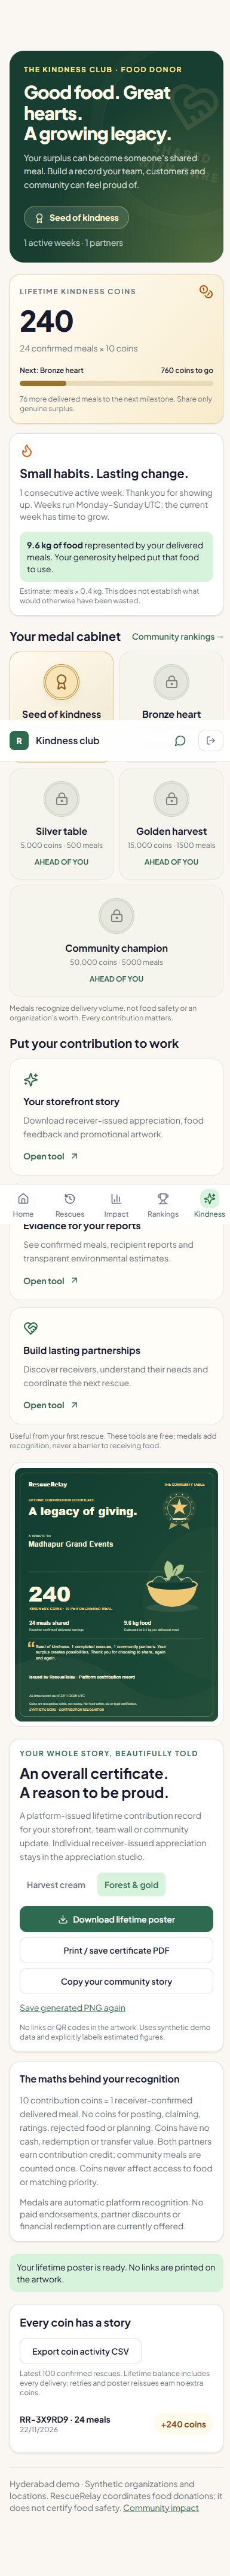 THE KINDNESS CLUB · FOOD DONOR
Good food. Great
hearts.
A growing legacy.
Your surplus can become someone's shared
meal. Build a record your team, customers and
community can feel proud of.
Seed of kindness
1 active weeks · 1 partners
LIFETIME KINDNESS COINS
240
24 confirmed meals × 10 coins
Next: Bronze heart 760 coins to go
76 more delivered meals to the next milestone. Share only
genuine surplus.
Small habits. Lasting change.
1 consecutive good week. Thank you for showing
up. Weeks run Monday–Sunday UTC; the current
week has time to grow.
9.6 kg of food represented by your delivered
meals. Your generosity helped put that food
to use.
Estimate: meals × 0.4 kg. This does not establish what
would otherwise have been wasted.
Your medal cabinet Community rankings →
Seed of kindness Bronze heart
R Kindness club
Silver table Golden harvest
5,000 coins · 500 meals 15,000 coins · 1500 meals
AHEAD OF YOU AHEAD OF YOU
Community champion
50,000 coins · 5000 meals
AHEAD OF YOU
Medals recognize delivery volume, not food safety or an
organization's worth. Every contribution matters.
Put your contribution to work
Your storefront story
Download receiver-issued appreciation, food
feedback and promotional artwork.
Open tool ↗
Home Rescues Impact Rankings Kindness
Evidence for your reports
See confirmed meals, recipient reports and
transparent environmental estimates.
Open tool ↗
Build lasting partnerships
Discover receivers, understand their needs and
coordinate the next rescue.
Open tool ↗
Useful from your first rescue. These tools are free; medals add
recognition, never a barrier to receiving food.
RescueRelay
A legacy of giving.
A TRIBUTE TO
Madhapur Grand Events
240
24 meals shared 9.6 kg food
Issued by RescueRelay · Platform contribution record
YOUR WHOLE STORY, BEAUTIFULLY TOLD
An overall certificate.
A reason to be proud.
A platform-issued lifetime contribution record
for your storefront, team wall or community
update. Individual receiver-issued appreciation
stays in the appreciation studio.
Harvest cream Forest & gold
Download lifetime poster
Print / save certificate PDF
Copy your community story
Save generated PNG again
No links or QR codes in the artwork. Uses synthetic demo
data and explicitly labels estimated figures.
The maths behind your recognition
10 contribution coins = 1 receiver-confirmed
delivered meal. No coins for posting, claiming,
ratings, rejected food or planning. Coins have no
cash, redemption or transfer value. Both partners
earn contribution credit; community meals are
counted once. Coins never affect access to food
or matching priority.
Medals are automatic platform recognition. No
paid endorsements, partner discounts or
financial redemption are currently offered.
Your lifetime poster is ready. No links are printed on
the artwork.
Every coin has a story
Export coin activity CSV
Latest 100 confirmed rescues. Lifetime balance includes
every delivery; retries and poster reissues earn no extra
coins.
RR-3X9RD9 · 24 meals +240 coins
22/11/2026
Hyderabad demo · Synthetic organizations and
locations. RescueRelay coordinates food donations; it
does not certify food safety. Community impact